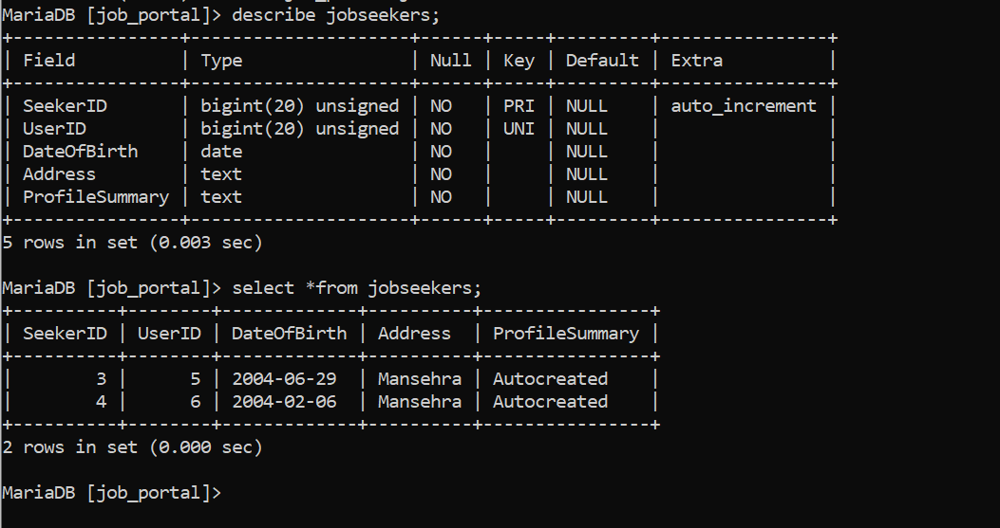 MariaDB [job_portal]> describe jobseekers;
+----------------+---------------------+------+-----+---------+----------------+
| Field          | Type                | Null | Key | Default | Extra          |
+----------------+---------------------+------+-----+---------+----------------+
| SeekerID       | bigint(20) unsigned | NO   | PRI | NULL    | auto_increment |
| UserID         | bigint(20) unsigned | NO   | UNI | NULL    |                |
| DateOfBirth    | date                | NO   |     | NULL    |                |
| Address        | text                | NO   |     | NULL    |                |
| ProfileSummary | text                | NO   |     | NULL    |                |
+----------------+---------------------+------+-----+---------+----------------+
5 rows in set (0.003 sec)
MariaDB [job_portal]> select *from jobseekers;
+----------+--------+-------------+----------+----------------+
| SeekerID | UserID | DateOfBirth | Address  | ProfileSummary |
+----------+--------+-------------+----------+----------------+
|        3 |      5 | 2004-06-29  | Mansehra | Autocreated    |
|        4 |      6 | 2004-02-06  | Mansehra | Autocreated    |
+----------+--------+-------------+----------+----------------+
2 rows in set (0.000 sec)
MariaDB [job_portal]>